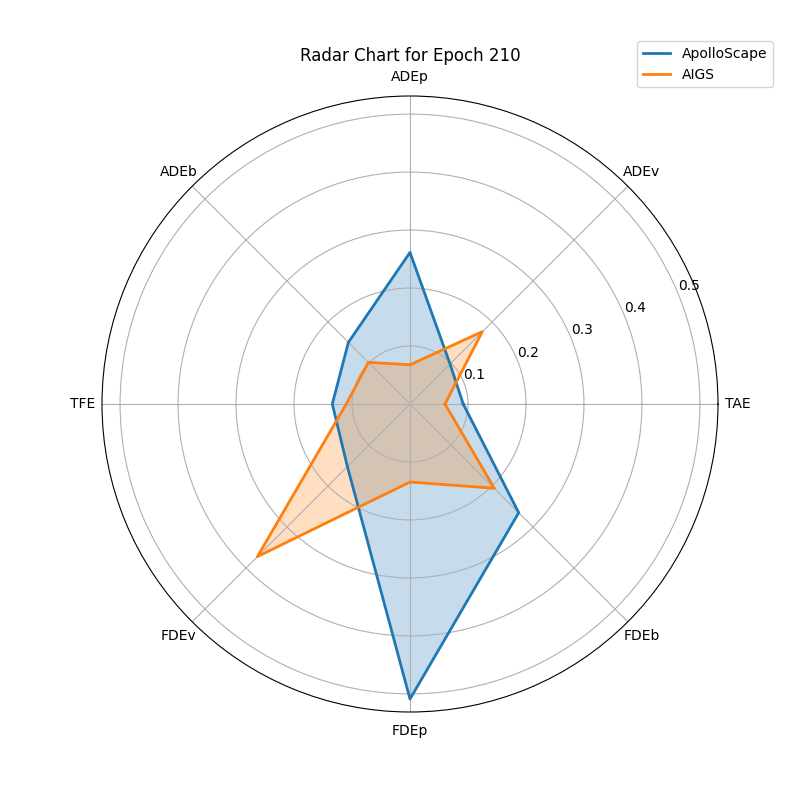 Radar Chart for Epoch 210
ApolloScape
AIGS
ADEp
ADEb
ADEv
0.5
0.4
0.3
0.2
0.1
TFE
TAE
FDEv
FDEb
FDEp